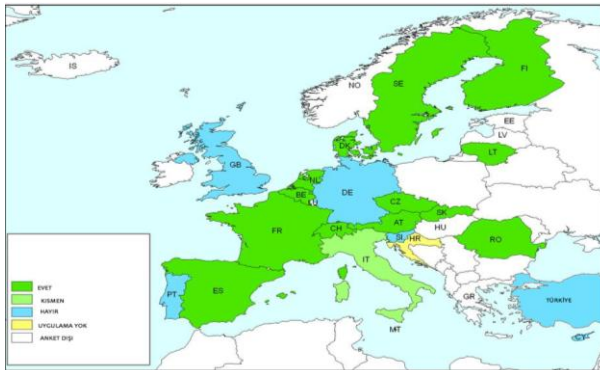 IS
NO
SE
FI
EE
LV
LT
DK
GB
NL
BE
LU
DE
CZ
SK
FR
CH
AT
HU
SI
HR
RO
IT
PT
ES
GR
MT
TÜRKİYE
CY
EVET
KISMEN
HAYIR
UYGULAMA YOK
ANKET DIŞI